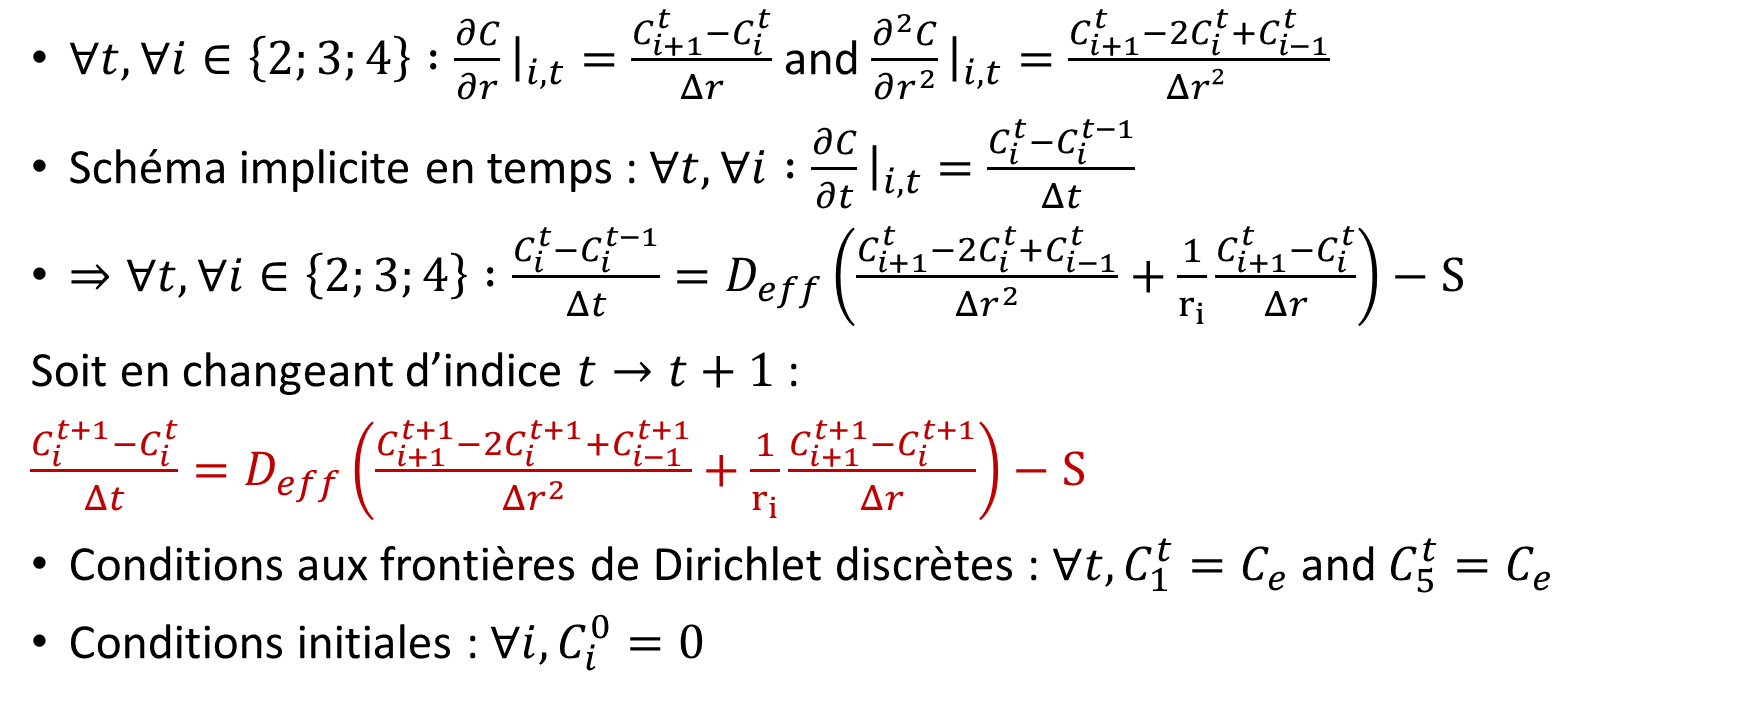 • ∀t, ∀i ∈ {2; 3; 4} : ∂C/∂r |_{i,t} = (C_{i+1}^t − C_i^t)/Δr and ∂²C/∂r² |_{i,t} = (C_{i+1}^t − 2C_i^t + C_{i−1}^t)/Δr²
• Schéma implicite en temps : ∀t, ∀i : ∂C/∂t |_{i,t} = (C_i^t − C_i^{t−1})/Δt
• ⇒ ∀t, ∀i ∈ {2; 3; 4} : (C_i^t − C_i^{t−1})/Δt = D_{eff} ((C_{i+1}^t − 2C_i^t + C_{i−1}^t)/Δr² + 1/r_i (C_{i+1}^t − C_i^t)/Δr) − S
Soit en changeant d’indice t → t + 1 :
(C_i^{t+1} − C_i^t)/Δt = D_{eff} ((C_{i+1}^{t+1} − 2C_i^{t+1} + C_{i−1}^{t+1})/Δr² + 1/r_i (C_{i+1}^{t+1} − C_i^{t+1})/Δr) − S
• Conditions aux frontières de Dirichlet discrètes : ∀t, C_1^t = C_e and C_5^t = C_e
• Conditions initiales : ∀i, C_i^0 = 0